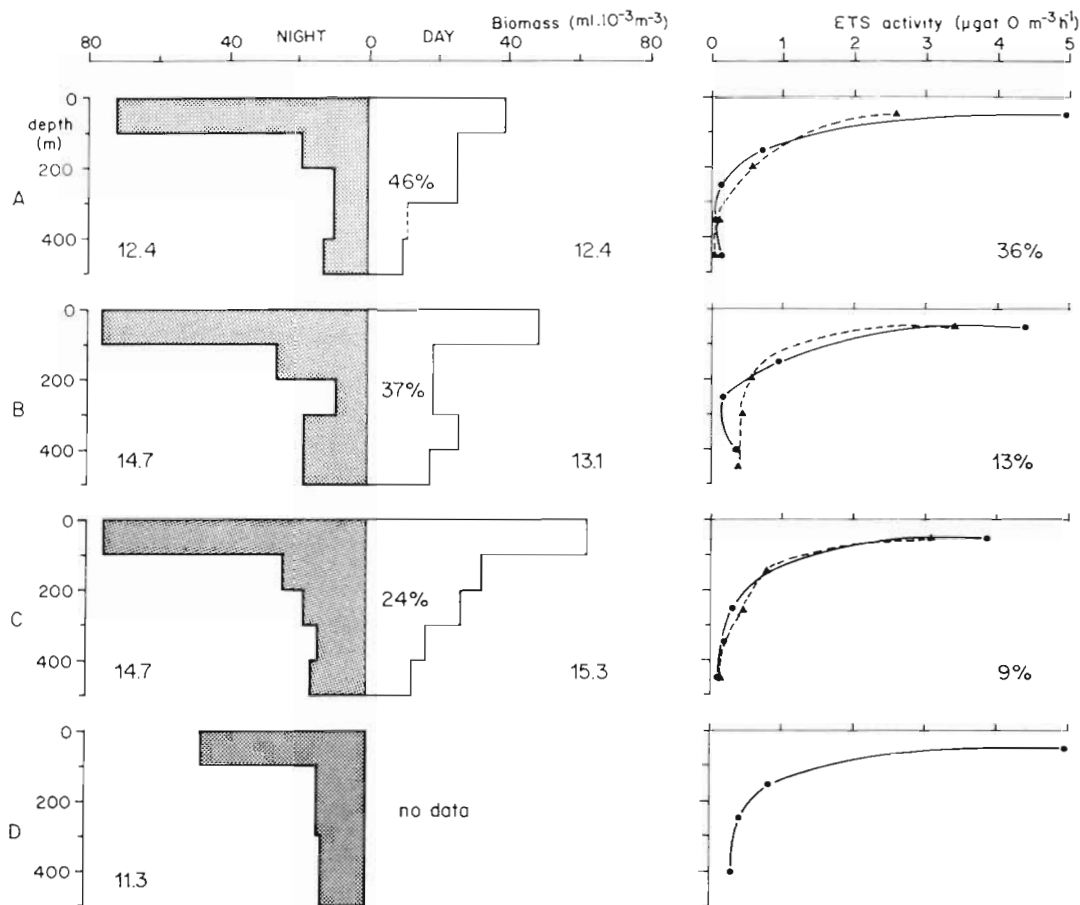 Biomass (ml.10⁻³m⁻³)
80 40 NIGHT 0 DAY 40 80
ETS activity (µgat O m⁻³h⁻¹)
0 1 2 3 4 5
depth (m)
0
200
400
A
46%
12.4
12.4
36%
0
200
400
B
37%
14.7
13.1
13%
0
200
400
C
24%
14.7
15.3
9%
0
200
400
D
no data
11.3